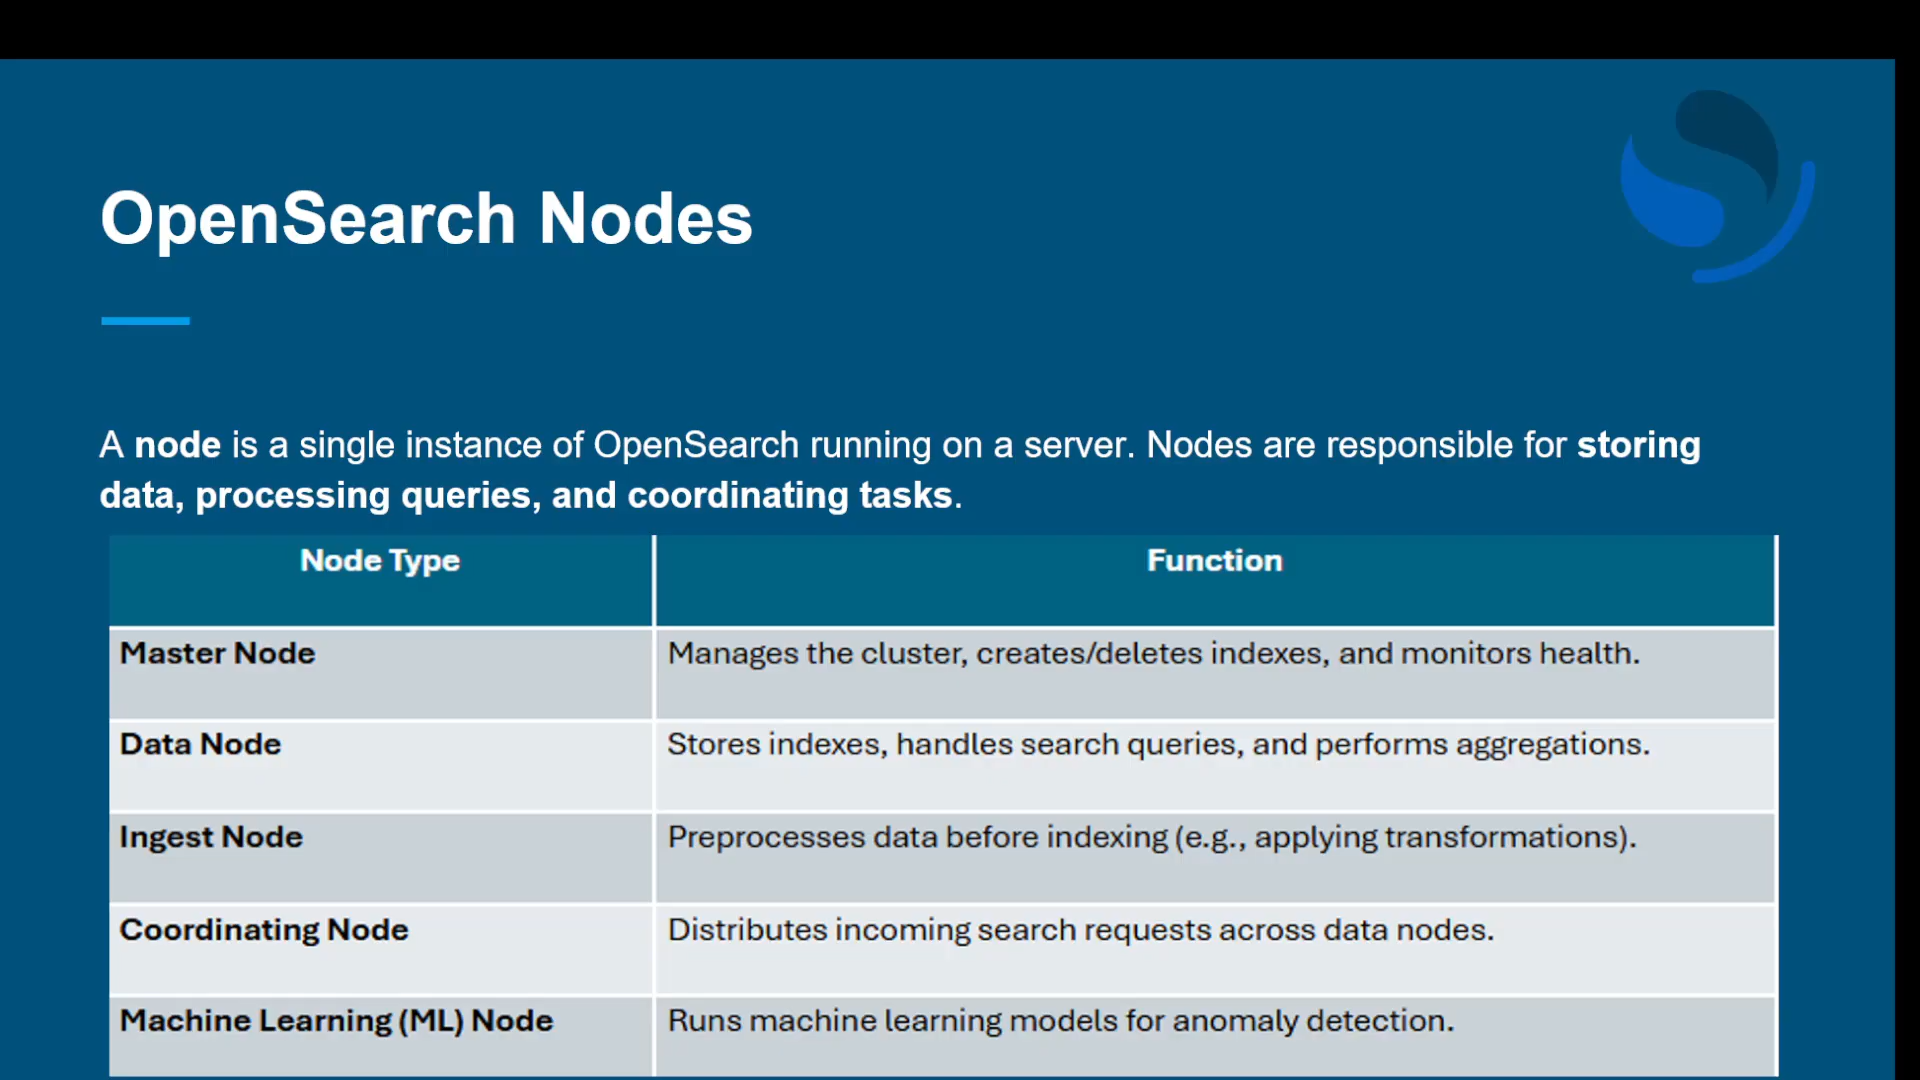 OpenSearch Nodes
A node is a single instance of OpenSearch running on a server. Nodes are responsible for storing
data, processing queries, and coordinating tasks.
Node Type
Function
Master Node
Manages the cluster, creates/deletes indexes, and monitors health.
Data Node
Stores indexes, handles search queries, and performs aggregations.
Ingest Node
Preprocesses data before indexing (e.g., applying transformations).
Coordinating Node
Distributes incoming search requests across data nodes.
Machine Learning (ML) Node
Runs machine learning models for anomaly detection.